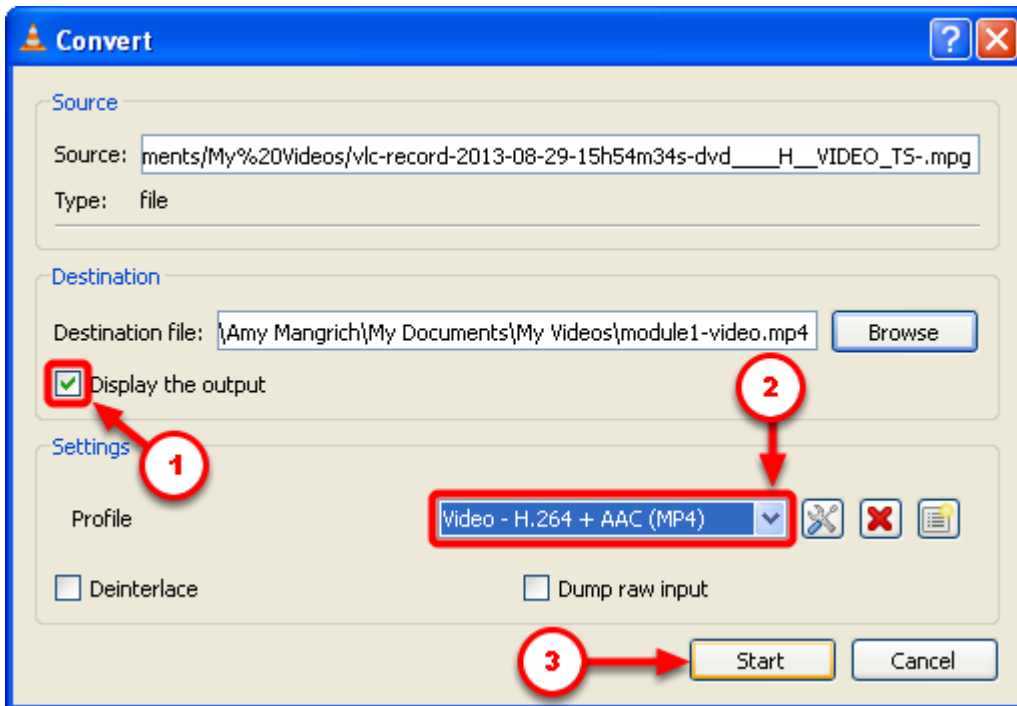 Convert
Source
Source: ments/My%20Videos/vlc-record-2013-08-29-15h54m34s-dvd____H__VIDEO_TS-.mpg
Type: file
Destination
Destination file: \Amy Mangrich\My Documents\My Videos\module1-video.mp4 Browse
Display the output
2
Settings
1
Profile Video - H.264 + AAC (MP4)
Deinterlace Dump raw input
3 Start Cancel